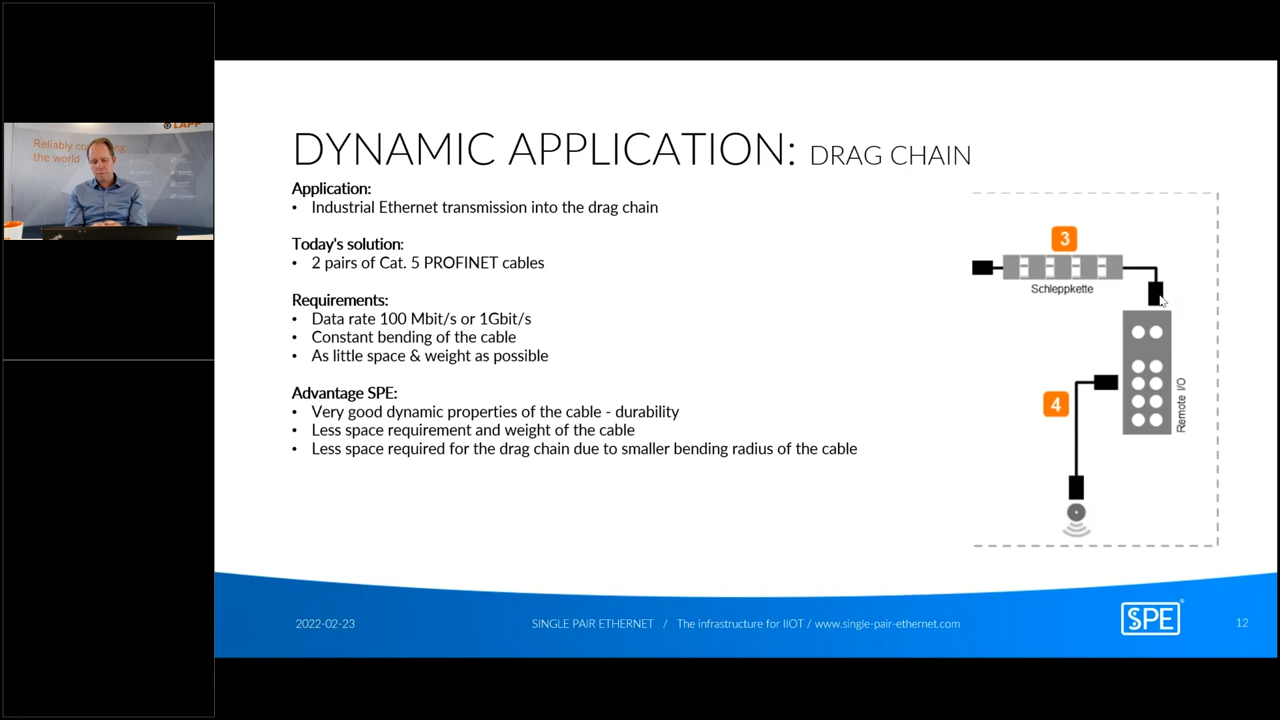 LAPP
Reliably co
the world
DYNAMIC APPLICATION: DRAG CHAIN
Application:
• Industrial Ethernet transmission into the drag chain
Today's solution:
• 2 pairs of Cat. 5 PROFINET cables
Requirements:
• Data rate 100 Mbit/s or 1Gbit/s
• Constant bending of the cable
• As little space & weight as possible
Advantage SPE:
• Very good dynamic properties of the cable - durability
• Less space requirement and weight of the cable
• Less space required for the drag chain due to smaller bending radius of the cable
3
Schleppkette
4
Remote I/O
2022-02-23
SINGLE PAIR ETHERNET / The infrastructure for IIOT / www.single-pair-ethernet.com
SPE®
12